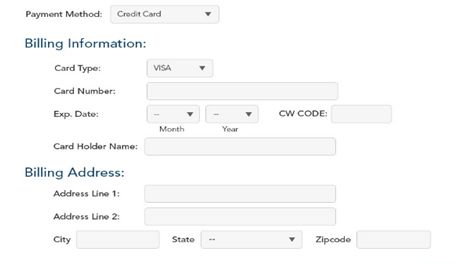 Payment Method: Credit Card
Billing Information:
Card Type: VISA
Card Number:
Exp. Date: -- -- CW CODE:
Month Year
Card Holder Name:
Billing Address:
Address Line 1:
Address Line 2:
City State -- Zipcode